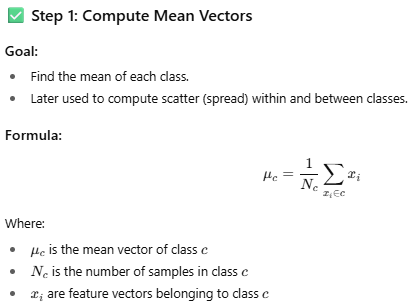 ✅ Step 1: Compute Mean Vectors
Goal:
• Find the mean of each class.
• Later used to compute scatter (spread) within and between classes.
Formula:
μ_c = \frac{1}{N_c} \sum_{x_i \in c} x_i
Where:
• μ_c is the mean vector of class c
• N_c is the number of samples in class c
• x_i are feature vectors belonging to class c